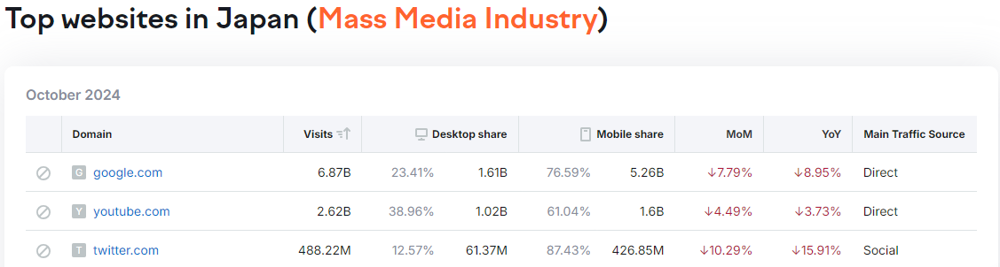 Top websites in Japan (Mass Media Industry)
October 2024
Domain Visits Desktop share Mobile share MoM YoY Main Traffic Source
G google.com 6.87B 23.41% 1.61B 76.59% 5.26B ↓7.79% ↓8.95% Direct
Y youtube.com 2.62B 38.96% 1.02B 61.04% 1.6B ↓4.49% ↓3.73% Direct
T twitter.com 488.22M 12.57% 61.37M 87.43% 426.85M ↓10.29% ↓15.91% Social